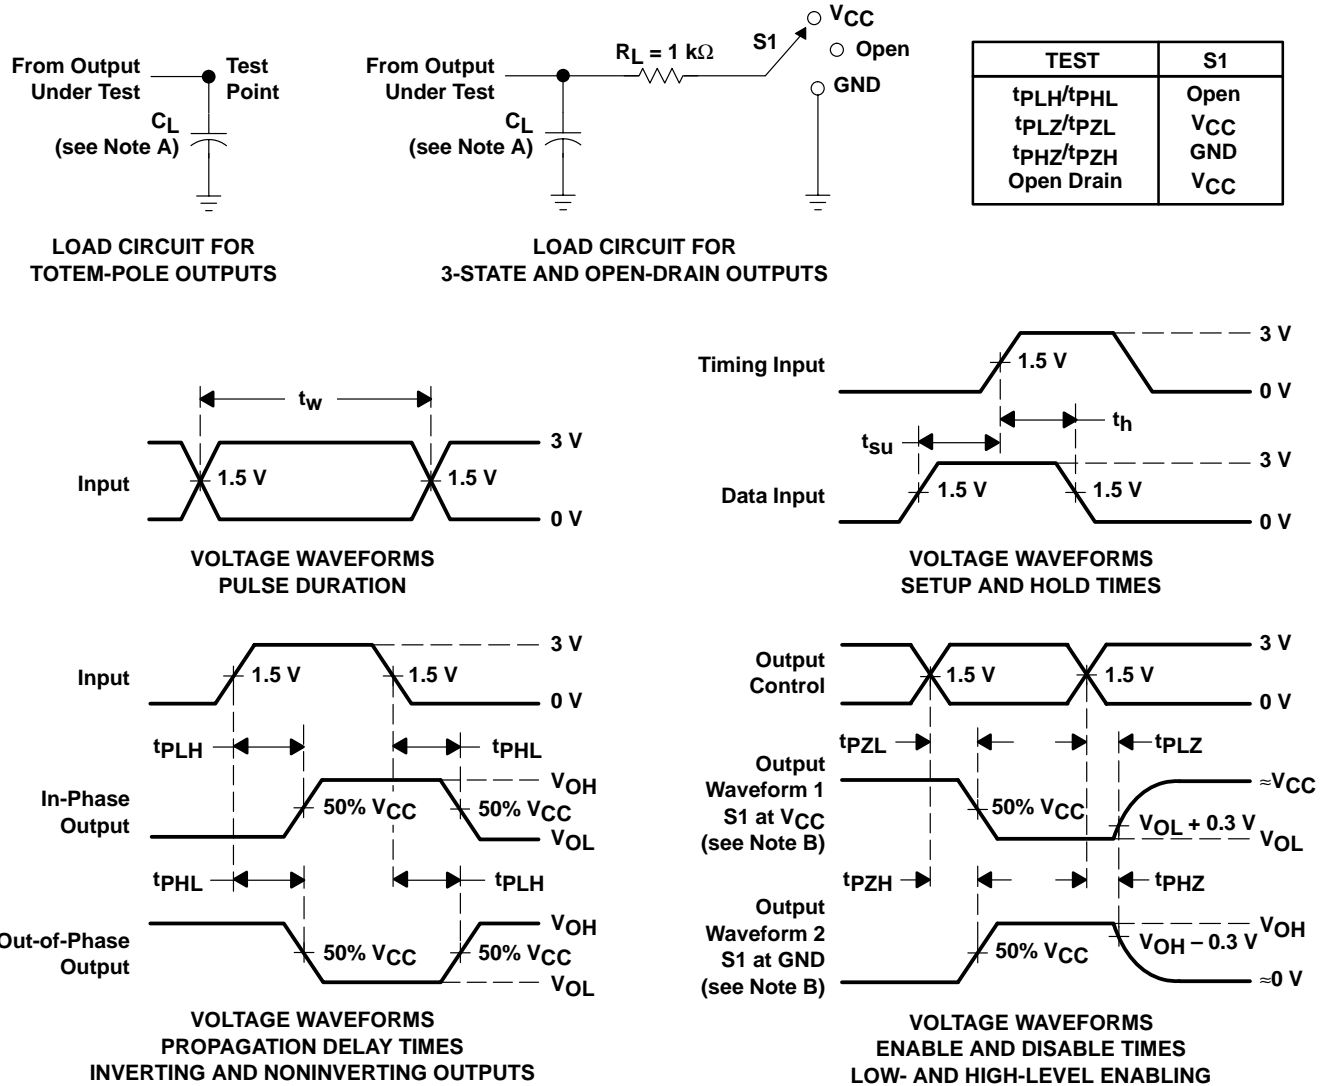 From Output
Under Test
Test
Point
CL
(see Note A)
LOAD CIRCUIT FOR
TOTEM-POLE OUTPUTS
From Output
Under Test
RL = 1 kΩ
S1
VCC
Open
GND
CL
(see Note A)
LOAD CIRCUIT FOR
3-STATE AND OPEN-DRAIN OUTPUTS
TEST S1
tPLH/tPHL Open
tPLZ/tPZL VCC
tPHZ/tPZH GND
Open Drain VCC
tw
Input
1.5 V
1.5 V
3 V
0 V
VOLTAGE WAVEFORMS
PULSE DURATION
Timing Input
1.5 V
3 V
0 V
tsu
th
Data Input
1.5 V
1.5 V
3 V
0 V
VOLTAGE WAVEFORMS
SETUP AND HOLD TIMES
Input
1.5 V
1.5 V
3 V
0 V
tPLH
tPHL
In-Phase
Output
50% VCC
50% VCC
VOH
VOL
tPHL
tPLH
Out-of-Phase
Output
50% VCC
50% VCC
VOH
VOL
VOLTAGE WAVEFORMS
PROPAGATION DELAY TIMES
INVERTING AND NONINVERTING OUTPUTS
Output
Control
1.5 V
1.5 V
3 V
0 V
tPZL
tPLZ
Output
Waveform 1
S1 at VCC
(see Note B)
50% VCC
VOL + 0.3 V
≈VCC
VOL
tPZH
tPHZ
Output
Waveform 2
S1 at GND
(see Note B)
50% VCC
VOH − 0.3 V
VOH
≈0 V
VOLTAGE WAVEFORMS
ENABLE AND DISABLE TIMES
LOW- AND HIGH-LEVEL ENABLING